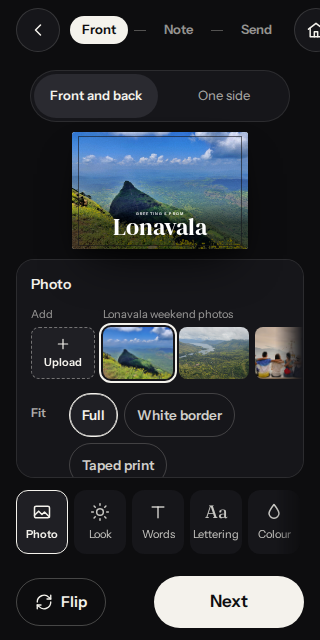 Front
Note
Send
Front and back
One side
GREETINGS FROM
Lonavala
Photo
Add
Lonavala weekend photos
Upload
Fit
Full
White border
Taped print
Photo
Look
Words
Aa
Lettering
Colour
Flip
Next